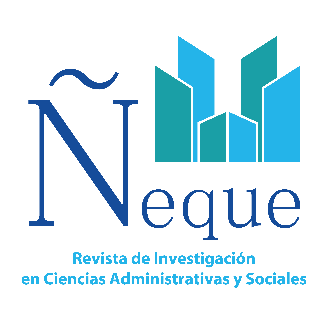 Ñeque
Revista de Investigación
en Ciencias Administrativas y Sociales